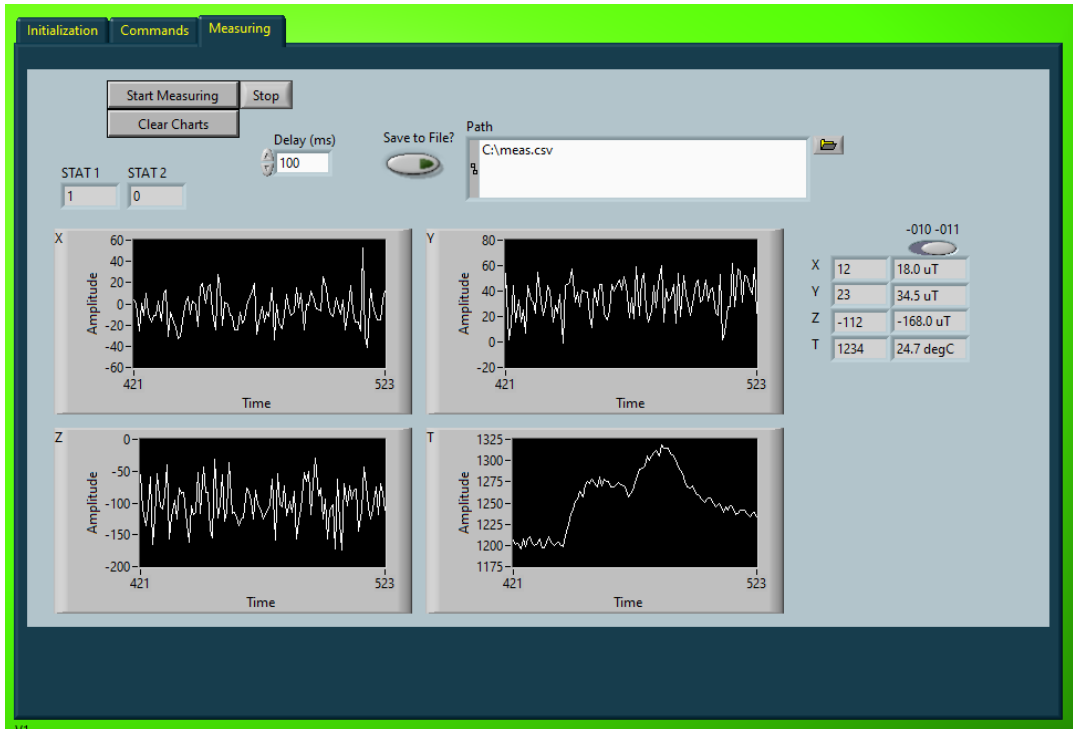 Initialization Commands Measuring
Start Measuring Stop
Clear Charts
Delay (ms)
100
Save to File?
Path
C:\meas.csv
STAT 1 STAT 2
1 0
X
60
40
20
0
-20
-40
-60
Amplitude
421 523
Time
Y
80
60
40
20
0
-20
Amplitude
421 523
Time
-010 -011
X 12 18.0 uT
Y 23 34.5 uT
Z -112 -168.0 uT
T 1234 24.7 degC
Z
0
-50
-100
-150
-200
Amplitude
421 523
Time
T
1325
1300
1275
1250
1225
1200
1175
Amplitude
421 523
Time